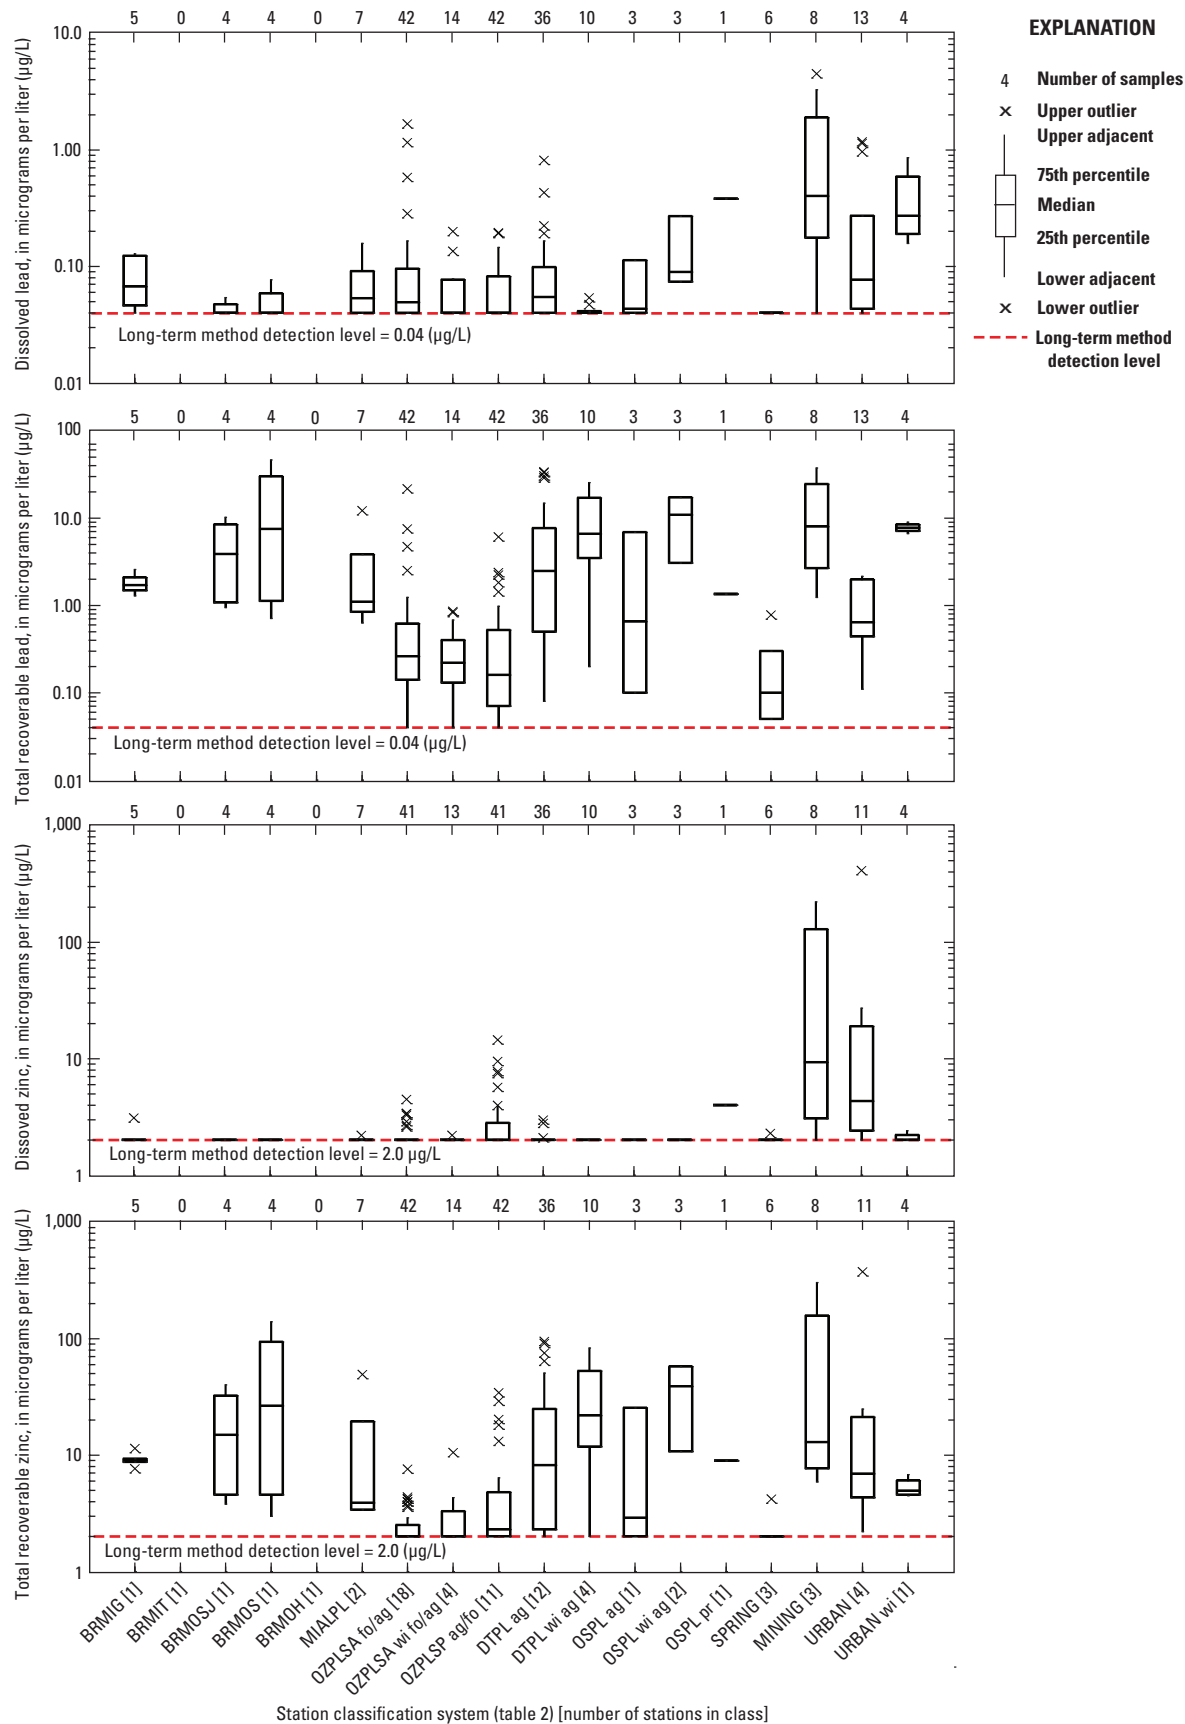 5 0 4 4 0 7 42 14 42 36 10 3 3 1 6 8 13 4
Dissolved lead, in micrograms per liter (µg/L)
10.0
1.00
0.10
0.01
Long-term method detection level = 0.04 (µg/L)
EXPLANATION
4 Number of samples
× Upper outlier
Upper adjacent
75th percentile
Median
25th percentile
Lower adjacent
× Lower outlier
Long-term method
detection level
5 0 4 4 0 7 42 14 42 36 10 3 3 1 6 8 13 4
Total recoverable lead, in micrograms per liter (µg/L)
100
10.0
1.00
0.10
0.01
Long-term method detection level = 0.04 (µg/L)
5 0 4 4 0 7 41 13 41 36 10 3 3 1 6 8 11 4
Dissoved zinc, in micrograms per liter (µg/L)
1,000
100
10
1
Long-term method detection level = 2.0 µg/L
5 0 4 4 0 7 42 14 42 36 10 3 3 1 6 8 11 4
Total recoverable zinc, in micrograms per liter (µg/L)
1,000
100
10
1
Long-term method detection level = 2.0 (µg/L)
BRMIG [1]
BRMIT [1]
BRMOSJ [1]
BRMOS [1]
BRMOH [1]
MIALPL [2]
OZPLSA fo/ag [18]
OZPLSA wi fo/ag [4]
OZPLSP ag/fo [11]
DTPL ag [12]
DTPL wi ag [4]
OSPL ag [1]
OSPL wi ag [2]
OSPL pr [1]
SPRING [3]
MINING [3]
URBAN [4]
URBAN wi [1]
Station classification system (table 2) [number of stations in class]